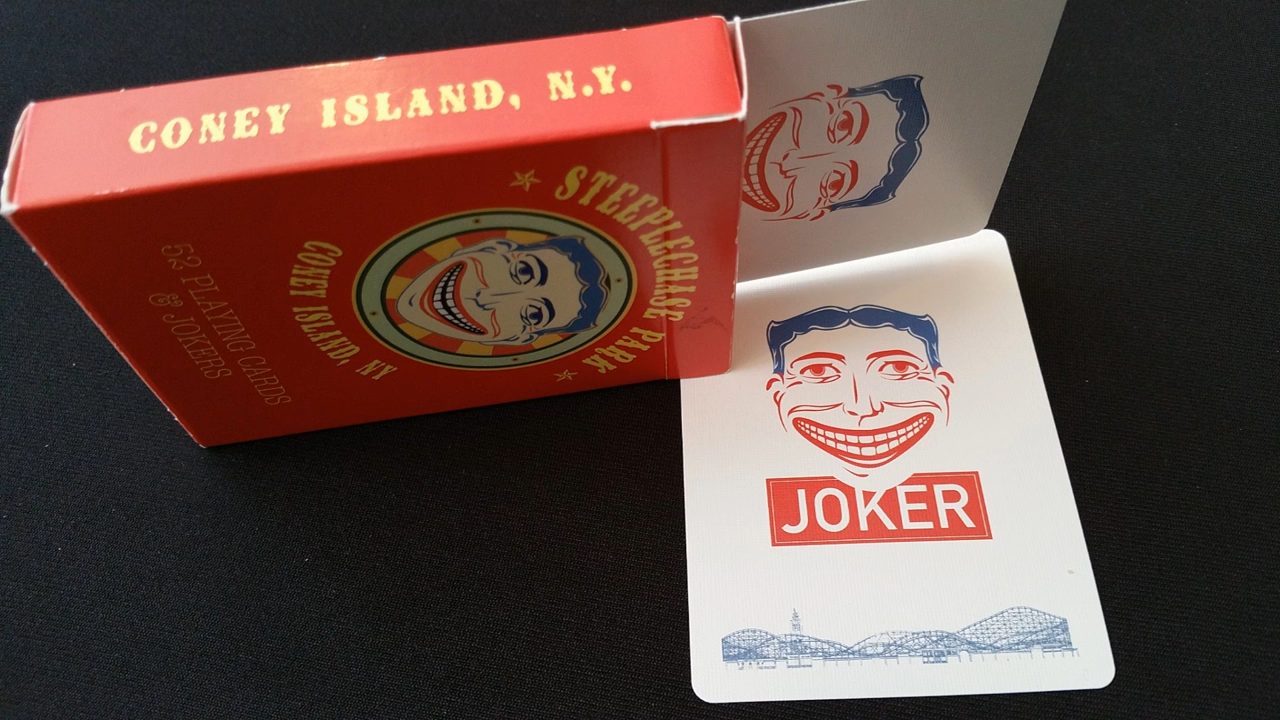 CONEY ISLAND, N.Y.
STEEPLECHASE PARK
CONEY ISLAND, NY
52 PLAYING CARDS
& JOKERS
JOKER